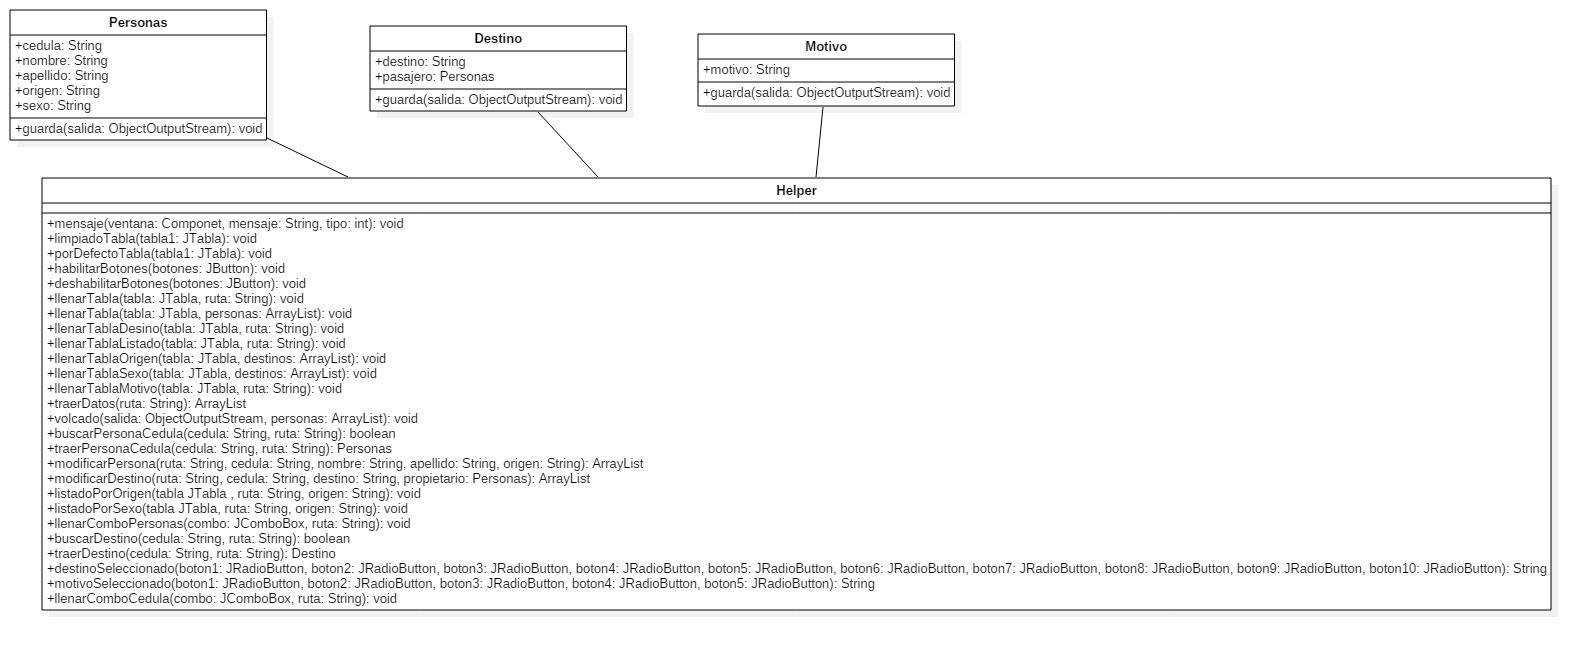 Personas
+cedula: String
+nombre: String
+apellido: String
+origen: String
+sexo: String
+guarda(salida: ObjectOutputStream): void
Destino
+destino: String
+pasajero: Personas
+guarda(salida: ObjectOutputStream): void
Motivo
+motivo: String
+guarda(salida: ObjectOutputStream): void
Helper
+mensaje(ventana: Componet, mensaje: String, tipo: int): void
+limpiadoTabla(tabla1: JTabla): void
+porDefectoTabla(tabla1: JTabla): void
+habilitarBotones(botones: JButton): void
+deshabilitarBotones(botones: JButton): void
+llenarTabla(tabla: JTabla, ruta: String): void
+llenarTabla(tabla: JTabla, personas: ArrayList): void
+llenarTablaDesino(tabla: JTabla, ruta: String): void
+llenarTablaListado(tabla: JTabla, ruta: String): void
+llenarTablaOrigen(tabla: JTabla, destinos: ArrayList): void
+llenarTablaSexo(tabla: JTabla, destinos: ArrayList): void
+llenarTablaMotivo(tabla: JTabla, ruta: String): void
+traerDatos(ruta: String): ArrayList
+volcado(salida: ObjectOutputStream, personas: ArrayList): void
+buscarPersonaCedula(cedula: String, ruta: String): boolean
+traerPersonaCedula(cedula: String, ruta: String): Personas
+modificarPersona(ruta: String, cedula: String, nombre: String, apellido: String, origen: String): ArrayList
+modificarDestino(ruta: String, cedula: String, destino: String, propietario: Personas): ArrayList
+listadoPorOrigen(tabla JTabla , ruta: String, origen: String): void
+listadoPorSexo(tabla JTabla, ruta: String, origen: String): void
+llenarComboPersonas(combo: JComboBox, ruta: String): void
+buscarDestino(cedula: String, ruta: String): boolean
+traerDestino(cedula: String, ruta: String): Destino
+destinoSeleccionado(boton1: JRadioButton, boton2: JRadioButton, boton3: JRadioButton, boton4: JRadioButton, boton5: JRadioButton, boton6: JRadioButton, boton7: JRadioButton, boton8: JRadioButton, boton9: JRadioButton, boton10: JRadioButton): String
+motivoSeleccionado(boton1: JRadioButton, boton2: JRadioButton, boton3: JRadioButton, boton4: JRadioButton, boton5: JRadioButton): String
+llenarComboCedula(combo: JComboBox, ruta: String): void